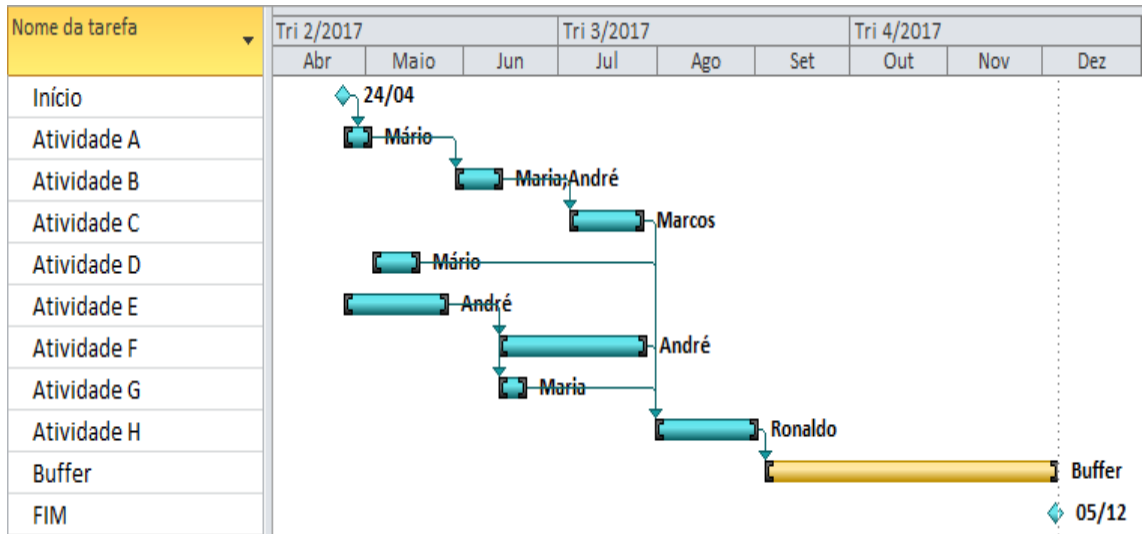 Nome da tarefa
Tri 2/2017 Tri 3/2017 Tri 4/2017
Abr Maio Jun Jul Ago Set Out Nov Dez
Início 24/04
Atividade A Mário
Atividade B Maria;André
Atividade C Marcos
Atividade D Mário
Atividade E André
Atividade F André
Atividade G Maria
Atividade H Ronaldo
Buffer Buffer
FIM 05/12